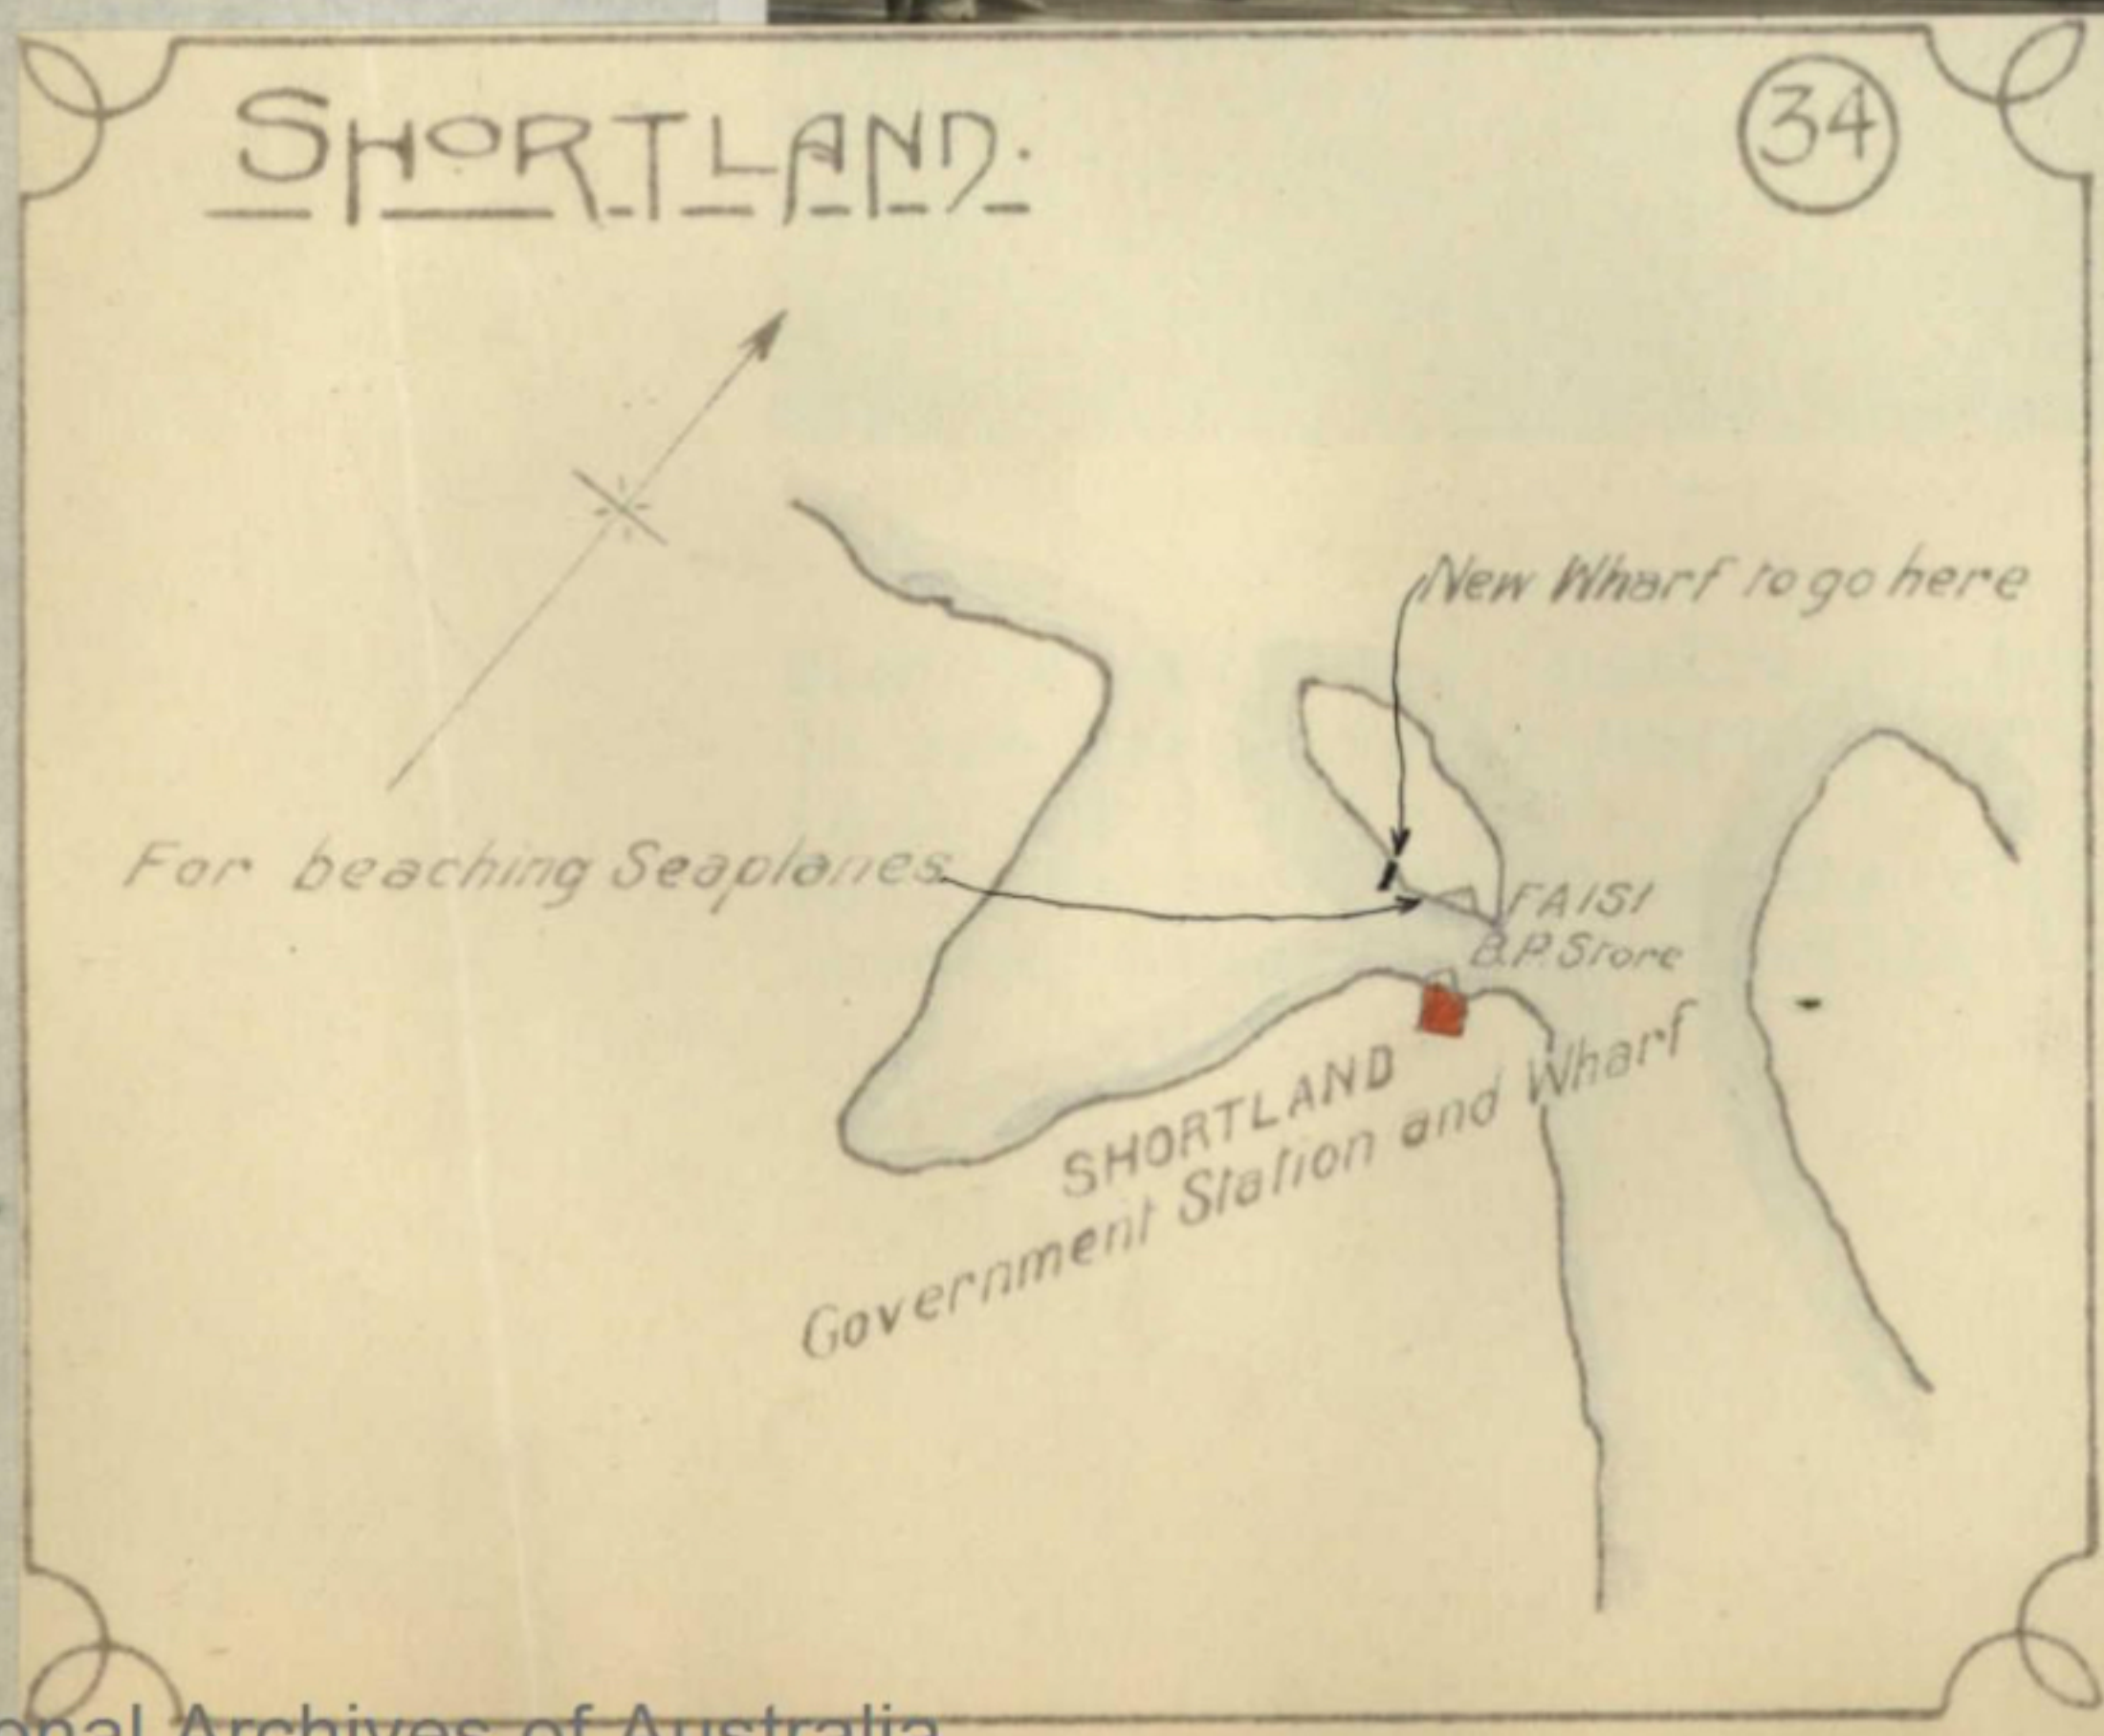 SHORTLAND.
34
New Wharf to go here
For beaching Seaplanes
FAISI
B.P. Store
SHORTLAND
Government Station and Wharf
onal Archives of Australia